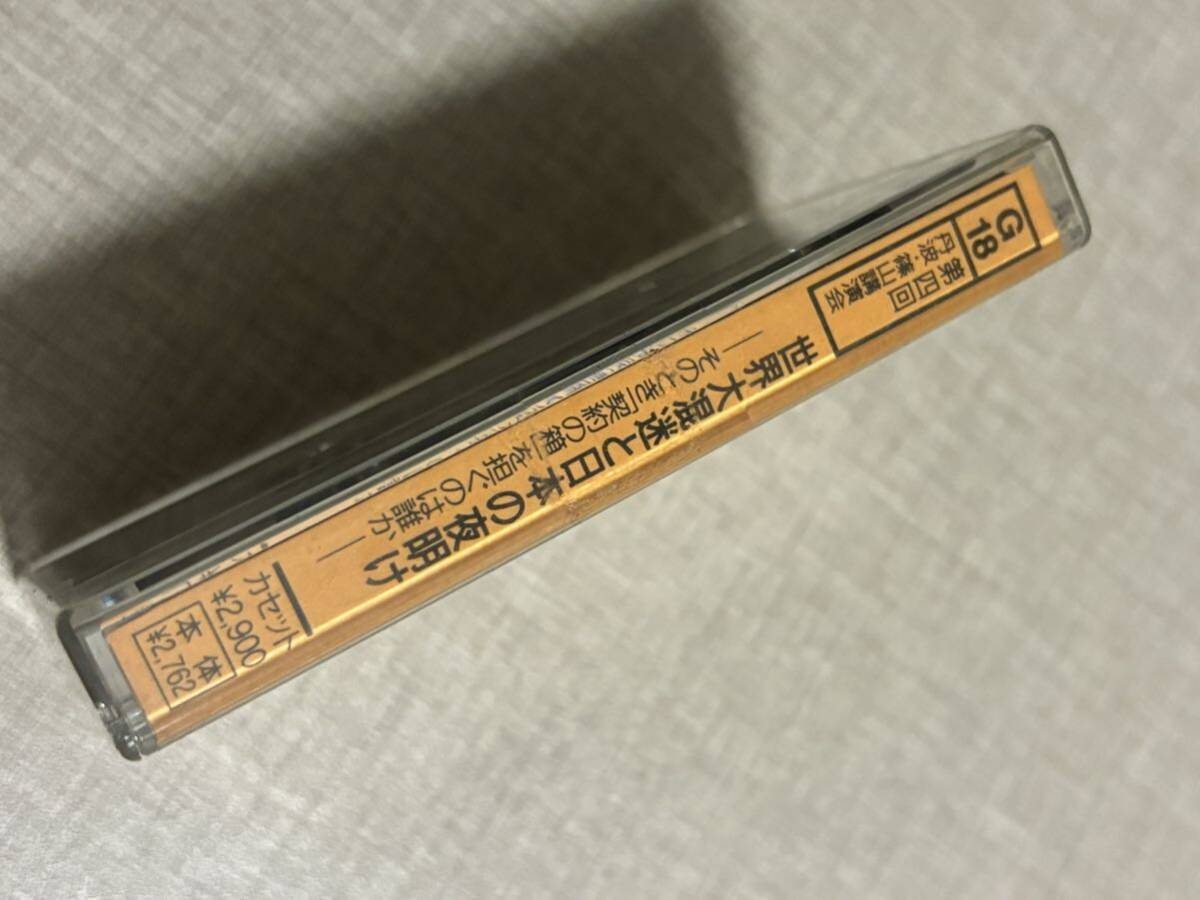 G
18
第四回
丹波・篠山講演会
世界大混迷と日本の夜明け
―そのとき「契約の箱」を担ぐのは誰か―
カセット
¥2,900
本体
¥2,762